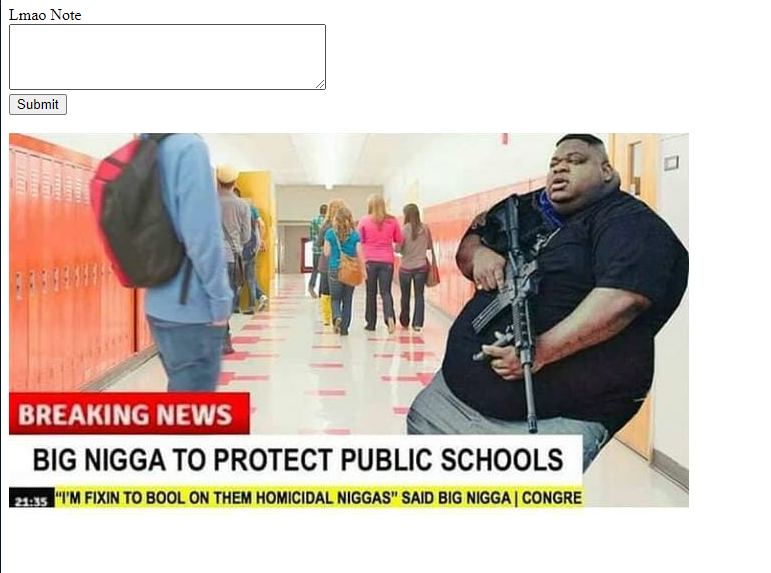 Lmao Note
Submit
BREAKING NEWS
BIG NIGGA TO PROTECT PUBLIC SCHOOLS
21:35 "I'M FIXIN TO BOOL ON THEM HOMICIDAL NIGGAS" SAID BIG NIGGA | CONGRE